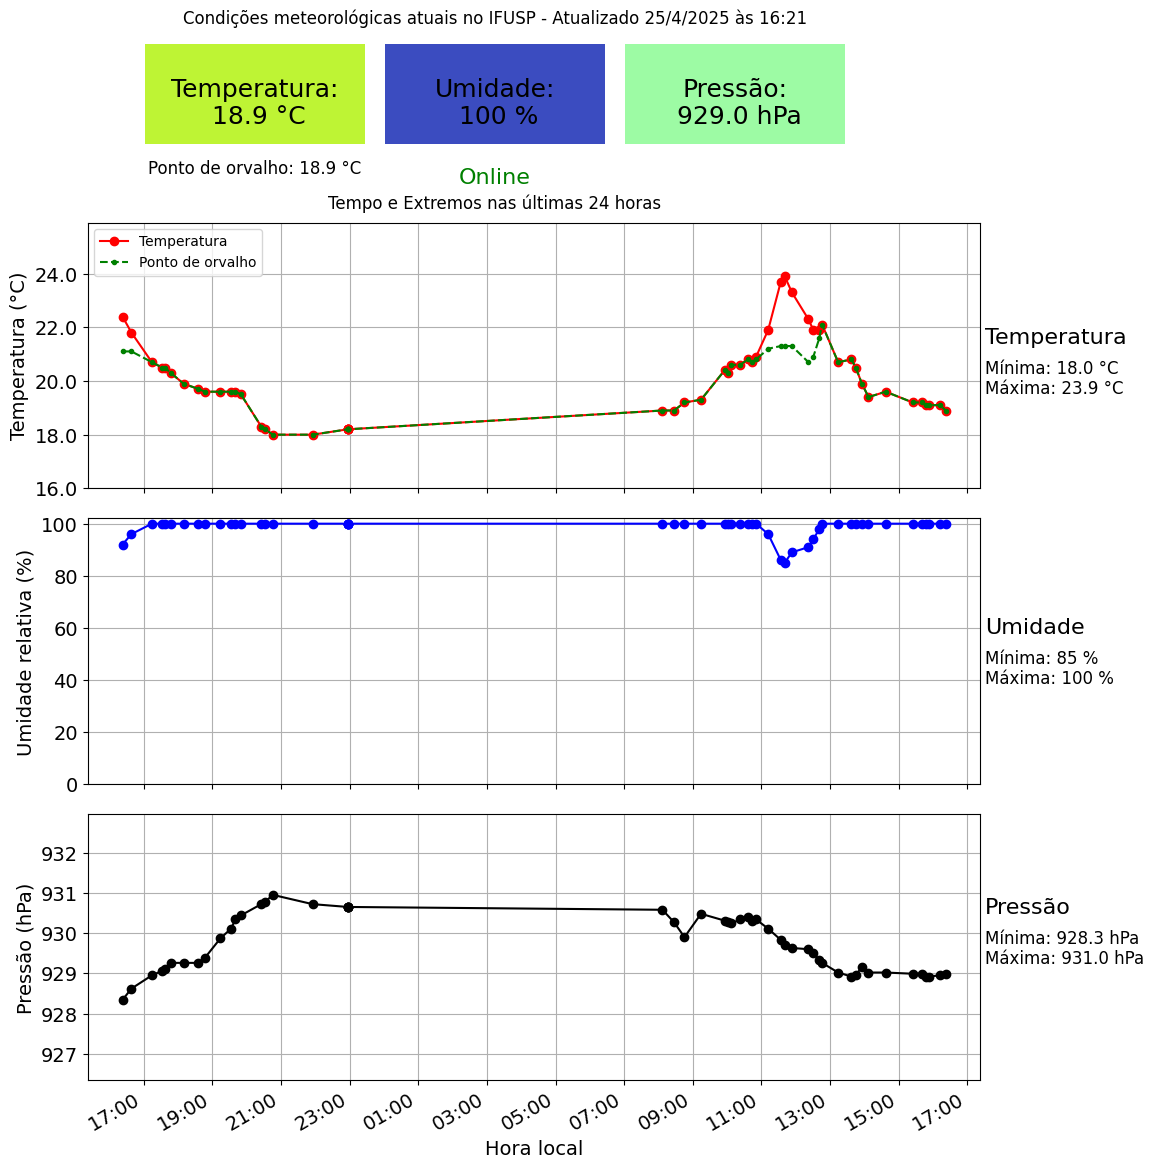 Condições meteorológicas atuais no IFUSP - Atualizado 25/4/2025 às 16:21
Temperatura:
18.9 °C
Umidade:
100 %
Pressão:
929.0 hPa
Ponto de orvalho: 18.9 °C
Online
Tempo e Extremos nas últimas 24 horas
Temperatura
Ponto de orvalho
Temperatura (°C)
24.0
22.0
20.0
18.0
16.0
Temperatura
Mínima: 18.0 °C
Máxima: 23.9 °C
Umidade relativa (%)
100
80
60
40
20
0
Umidade
Mínima: 85 %
Máxima: 100 %
Pressão (hPa)
932
931
930
929
928
927
Pressão
Mínima: 928.3 hPa
Máxima: 931.0 hPa
17:00
19:00
21:00
23:00
01:00
03:00
05:00
07:00
09:00
11:00
13:00
15:00
17:00
Hora local